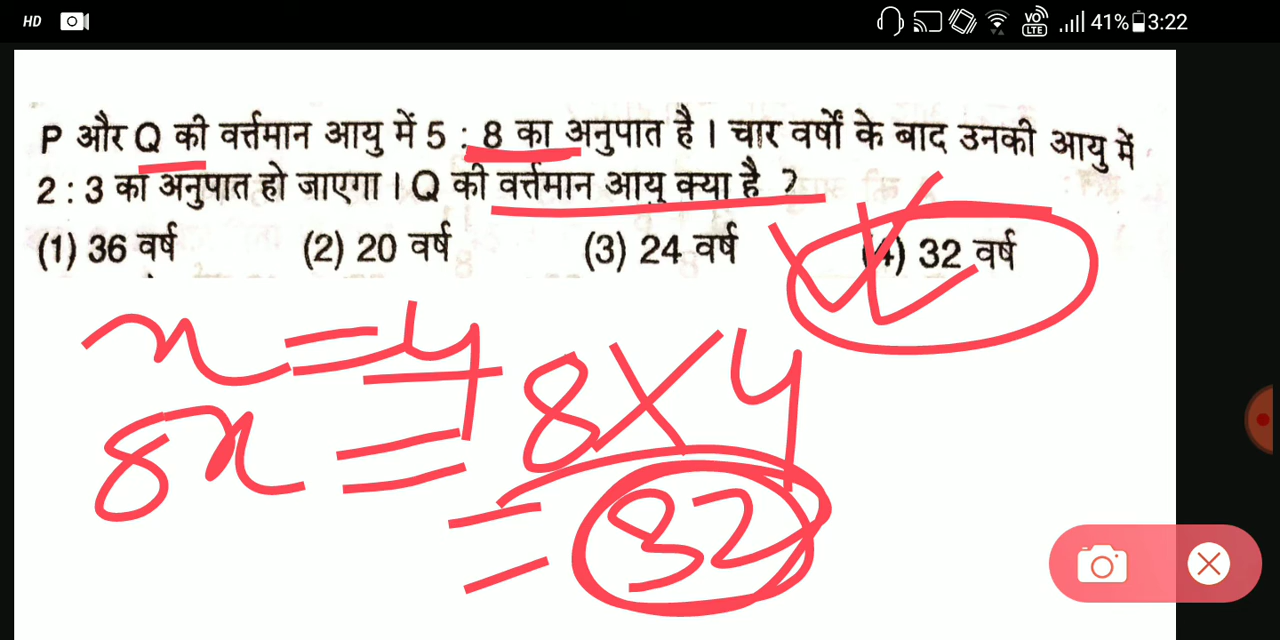 HD
VO LTE 41% 3:22
P और Q की वर्त्तमान आयु में 5 : 8 का अनुपात है । चार वर्षों के बाद उनकी आयु में
2 : 3 का अनुपात हो जाएगा । Q की वर्त्तमान आयु क्या है ?
(1) 36 वर्ष (2) 20 वर्ष (3) 24 वर्ष (4) 32 वर्ष
x = 4
8x = 8 × 4
= 32